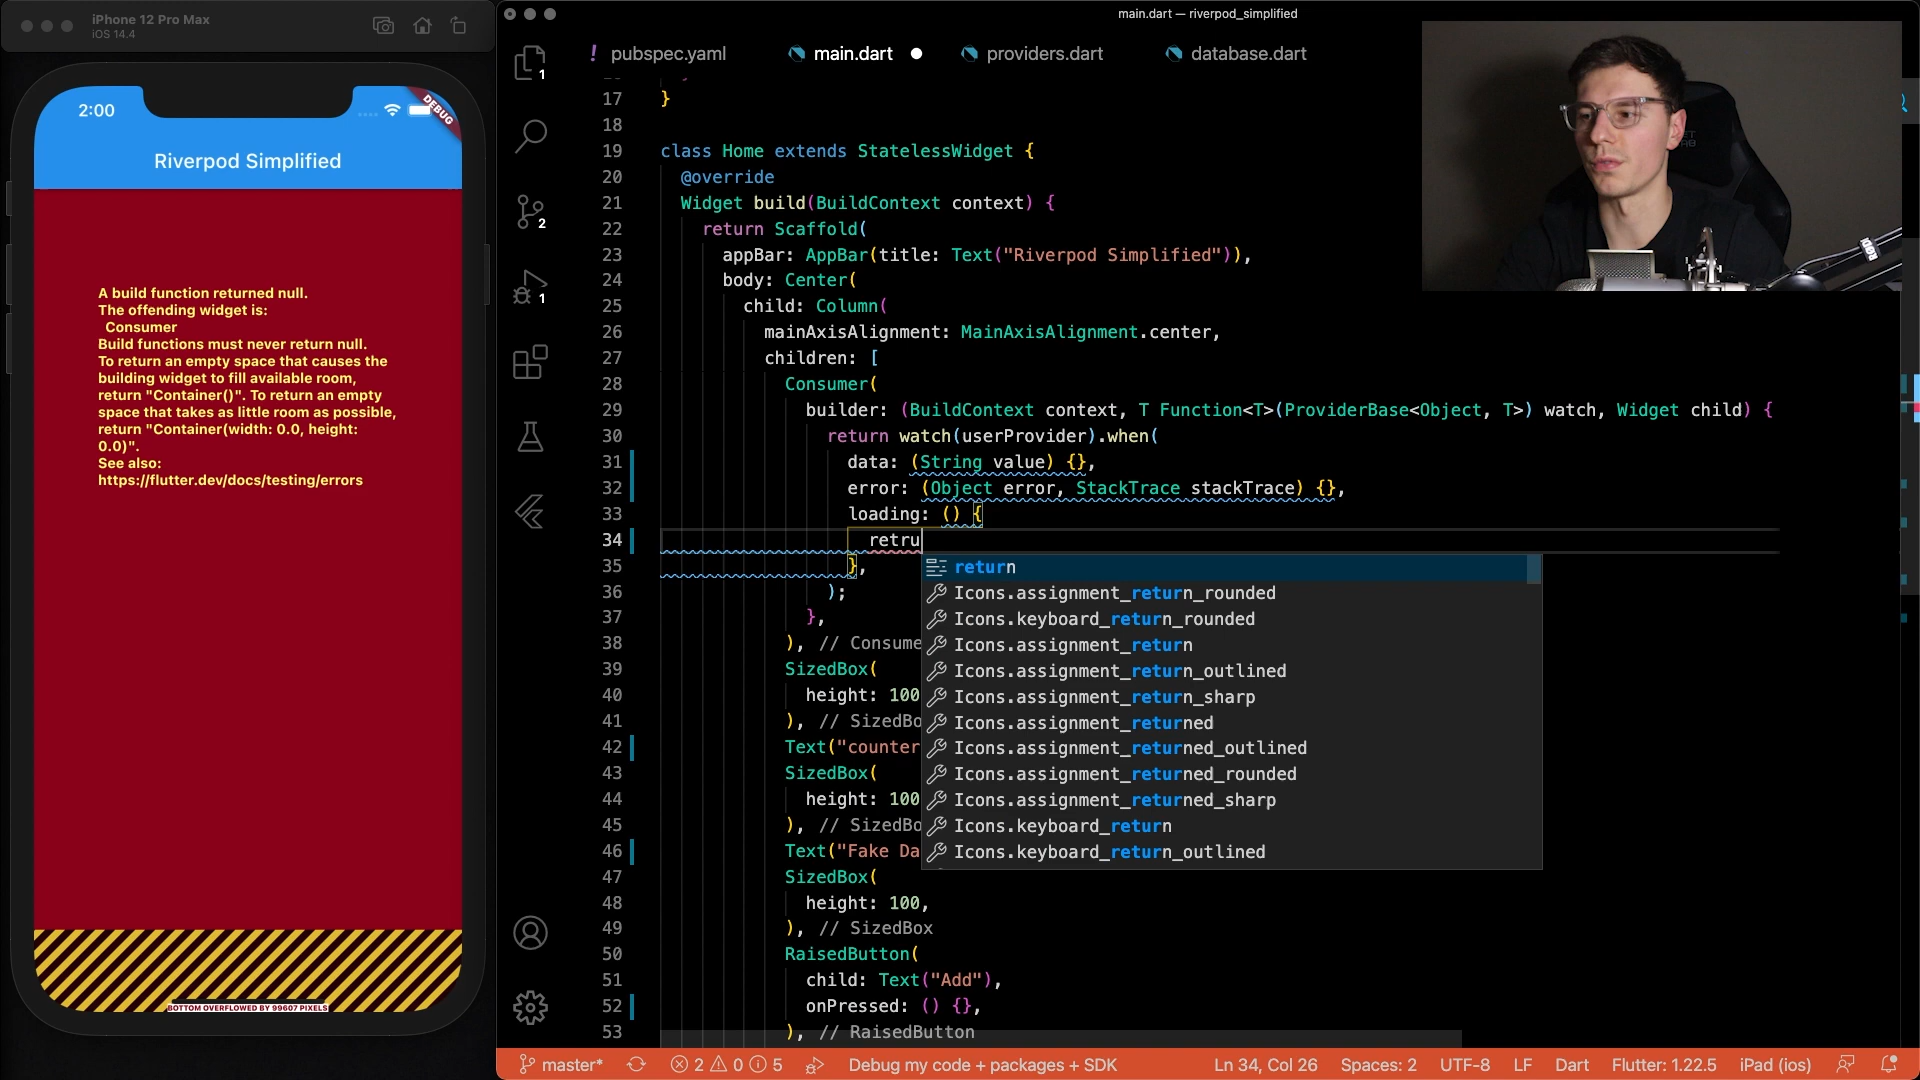 iPhone 12 Pro Max
iOS 14.4
2:00
DEBUG
Riverpod Simplified
A build function returned null.
The offending widget is:
Consumer
Build functions must never return null.
To return an empty space that causes the
building widget to fill available room,
return "Container()". To return an empty
space that takes as little room as possible,
return "Container(width: 0.0, height:
0.0)".
See also:
https://flutter.dev/docs/testing/errors
BOTTOM OVERFLOWED BY 99607 PIXELS
main.dart — riverpod_simplified
! pubspec.yaml
main.dart
providers.dart
database.dart
1
2
1
17 }
18
19 class Home extends StatelessWidget {
20 @override
21 Widget build(BuildContext context) {
22 return Scaffold(
23 appBar: AppBar(title: Text("Riverpod Simplified")),
24 body: Center(
25 child: Column(
26 mainAxisAlignment: MainAxisAlignment.center,
27 children: [
28 Consumer(
29 builder: (BuildContext context, T Function<T>(ProviderBase<Object, T>) watch, Widget child) {
30 return watch(userProvider).when(
31 data: (String value) {},
32 error: (Object error, StackTrace stackTrace) {},
33 loading: () {
34 retru
35 },
36 );
37 },
38 ), // Consume
39 SizedBox(
40 height: 100
41 ), // SizedBo
42 Text("counter
43 SizedBox(
44 height: 100
45 ), // SizedBo
46 Text("Fake Da
47 SizedBox(
48 height: 100,
49 ), // SizedBox
50 RaisedButton(
51 child: Text("Add"),
52 onPressed: () {},
53 ), // RaisedButton
return
Icons.assignment_return_rounded
Icons.keyboard_return_rounded
Icons.assignment_return
Icons.assignment_return_outlined
Icons.assignment_return_sharp
Icons.assignment_returned
Icons.assignment_returned_outlined
Icons.assignment_returned_rounded
Icons.assignment_returned_sharp
Icons.keyboard_return
Icons.keyboard_return_outlined
master* 2 0 5 Debug my code + packages + SDK Ln 34, Col 26 Spaces: 2 UTF-8 LF Dart Flutter: 1.22.5 iPad (ios)